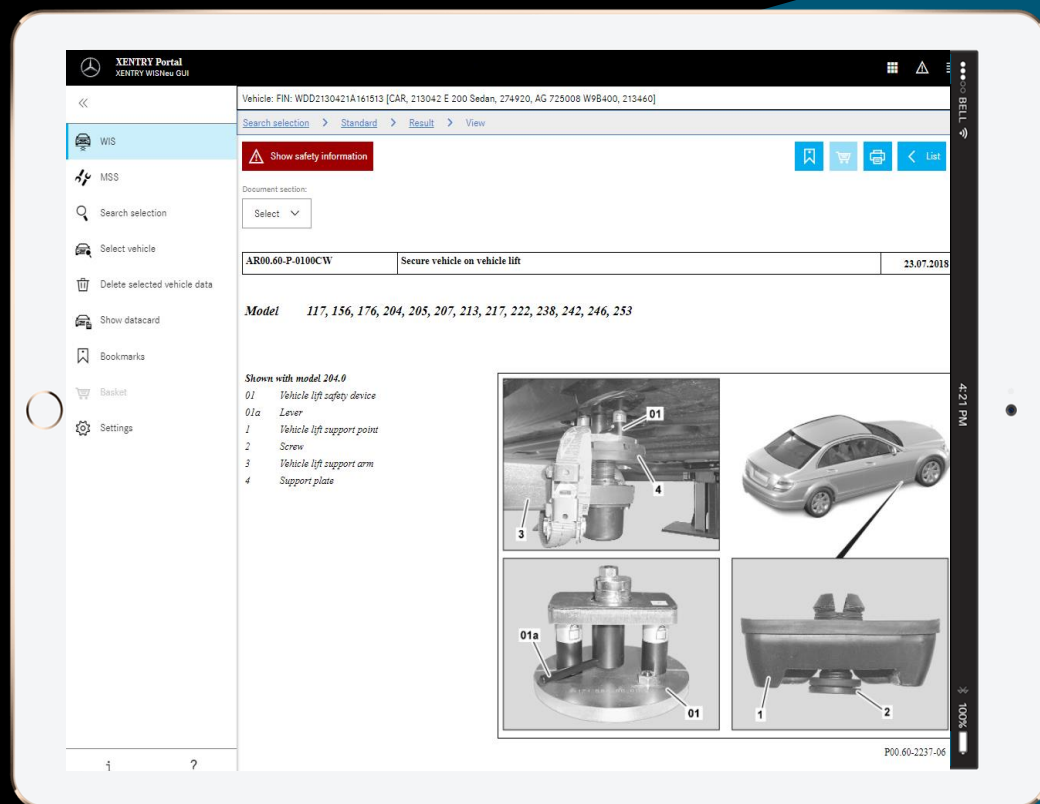 XENTRY Portal
XENTRY WISNeu GUI
Vehicle: FIN: WDD2130421A161513 [CAR, 213042 E 200 Sedan, 274920, AG 725008 W9B400, 213460]
Search selection > Standard > Result > View
WIS
MSS
Search selection
Select vehicle
Delete selected vehicle data
Show datacard
Bookmarks
Basket
Settings
i ?
Show safety information
List
Document section:
Select
AR00.60-P-0100CW Secure vehicle on vehicle lift 23.07.2018
Model 117, 156, 176, 204, 205, 207, 213, 217, 222, 238, 242, 246, 253
Shown with model 204.0
01 Vehicle lift safety device
01a Lever
1 Vehicle lift support point
2 Screw
3 Vehicle lift support arm
4 Support plate
01
4
3
01a
01
1
2
P00.60-2237-06
BELL
4:21 PM
100%